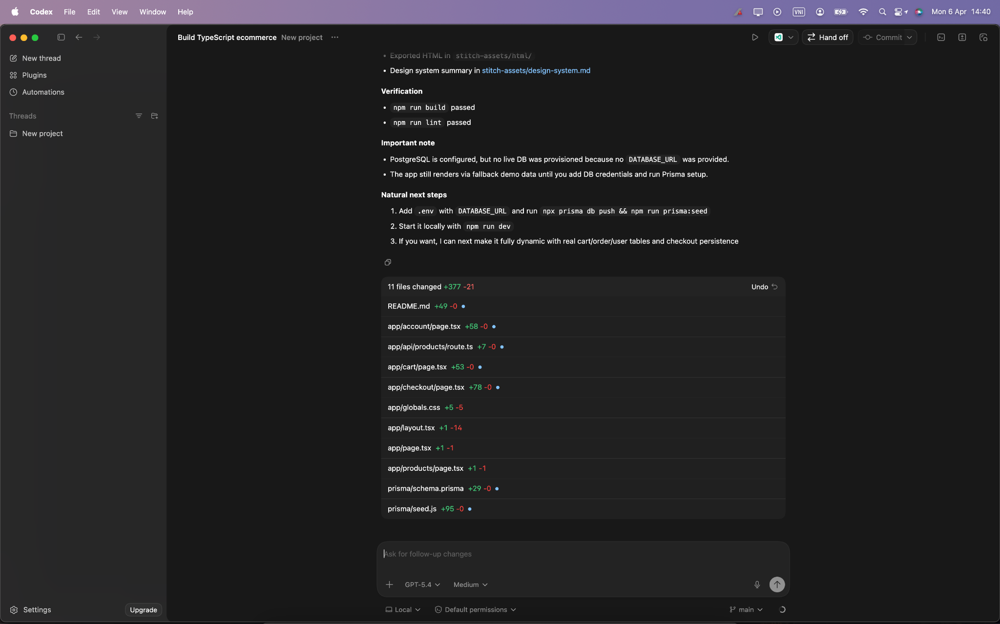 Codex File Edit View Window Help VNI Mon 6 Apr 14:40
Build TypeScript ecommerce New project ··· Hand off Commit
New thread
Plugins
Automations
Threads
New project
Settings Upgrade
• Exported HTML in stitch-assets/html/
• Design system summary in stitch-assets/design-system.md
Verification
• npm run build passed
• npm run lint passed
Important note
• PostgreSQL is configured, but no live DB was provisioned because no DATABASE_URL was provided.
• The app still renders via fallback demo data until you add DB credentials and run Prisma setup.
Natural next steps
1. Add .env with DATABASE_URL and run npx prisma db push && npm run prisma:seed
2. Start it locally with npm run dev
3. If you want, I can next make it fully dynamic with real cart/order/user tables and checkout persistence
11 files changed +377 -21 Undo
README.md +49 -0
app/account/page.tsx +58 -0
app/api/products/route.ts +7 -0
app/cart/page.tsx +53 -0
app/checkout/page.tsx +78 -0
app/globals.css +5 -5
app/layout.tsx +1 -14
app/page.tsx +1 -1
app/products/page.tsx +1 -1
prisma/schema.prisma +29 -0
prisma/seed.js +95 -0
Ask for follow-up changes
GPT-5.4 Medium
Local Default permissions main